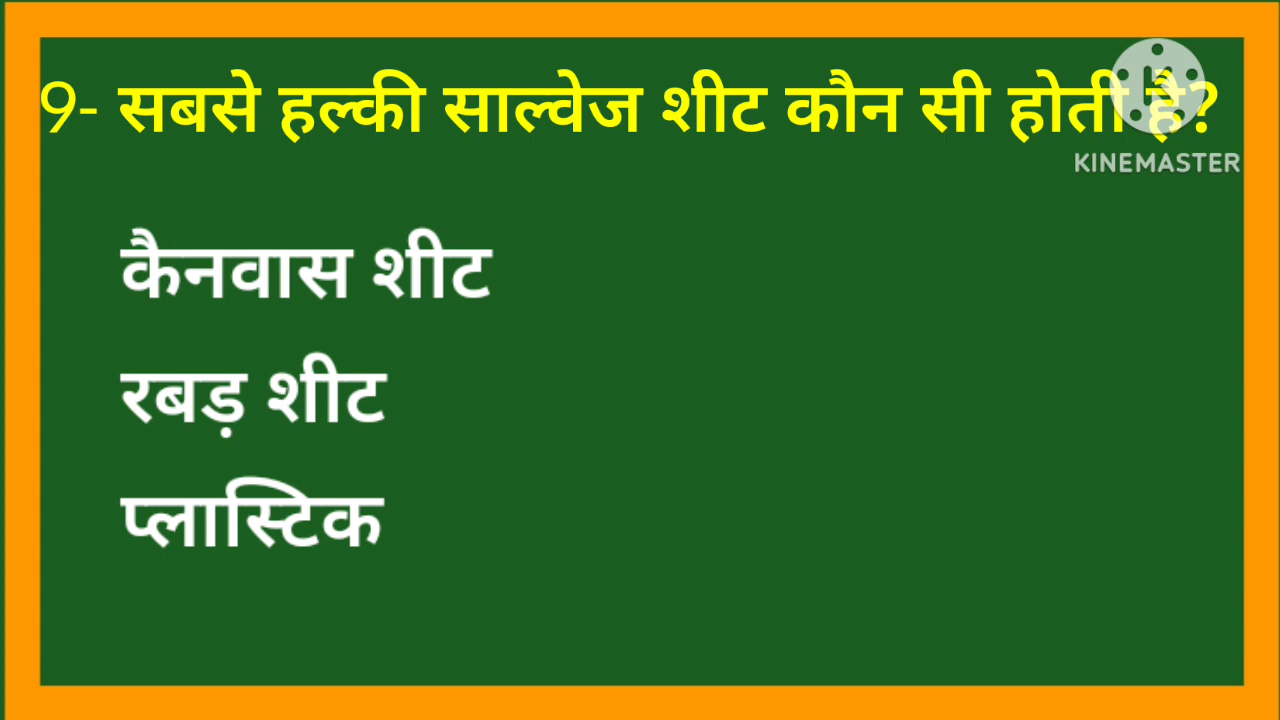 9- सबसे हल्की साल्वेज शीट कौन सी होती है?
KINEMASTER
कैनवास शीट
रबड़ शीट
प्लास्टिक